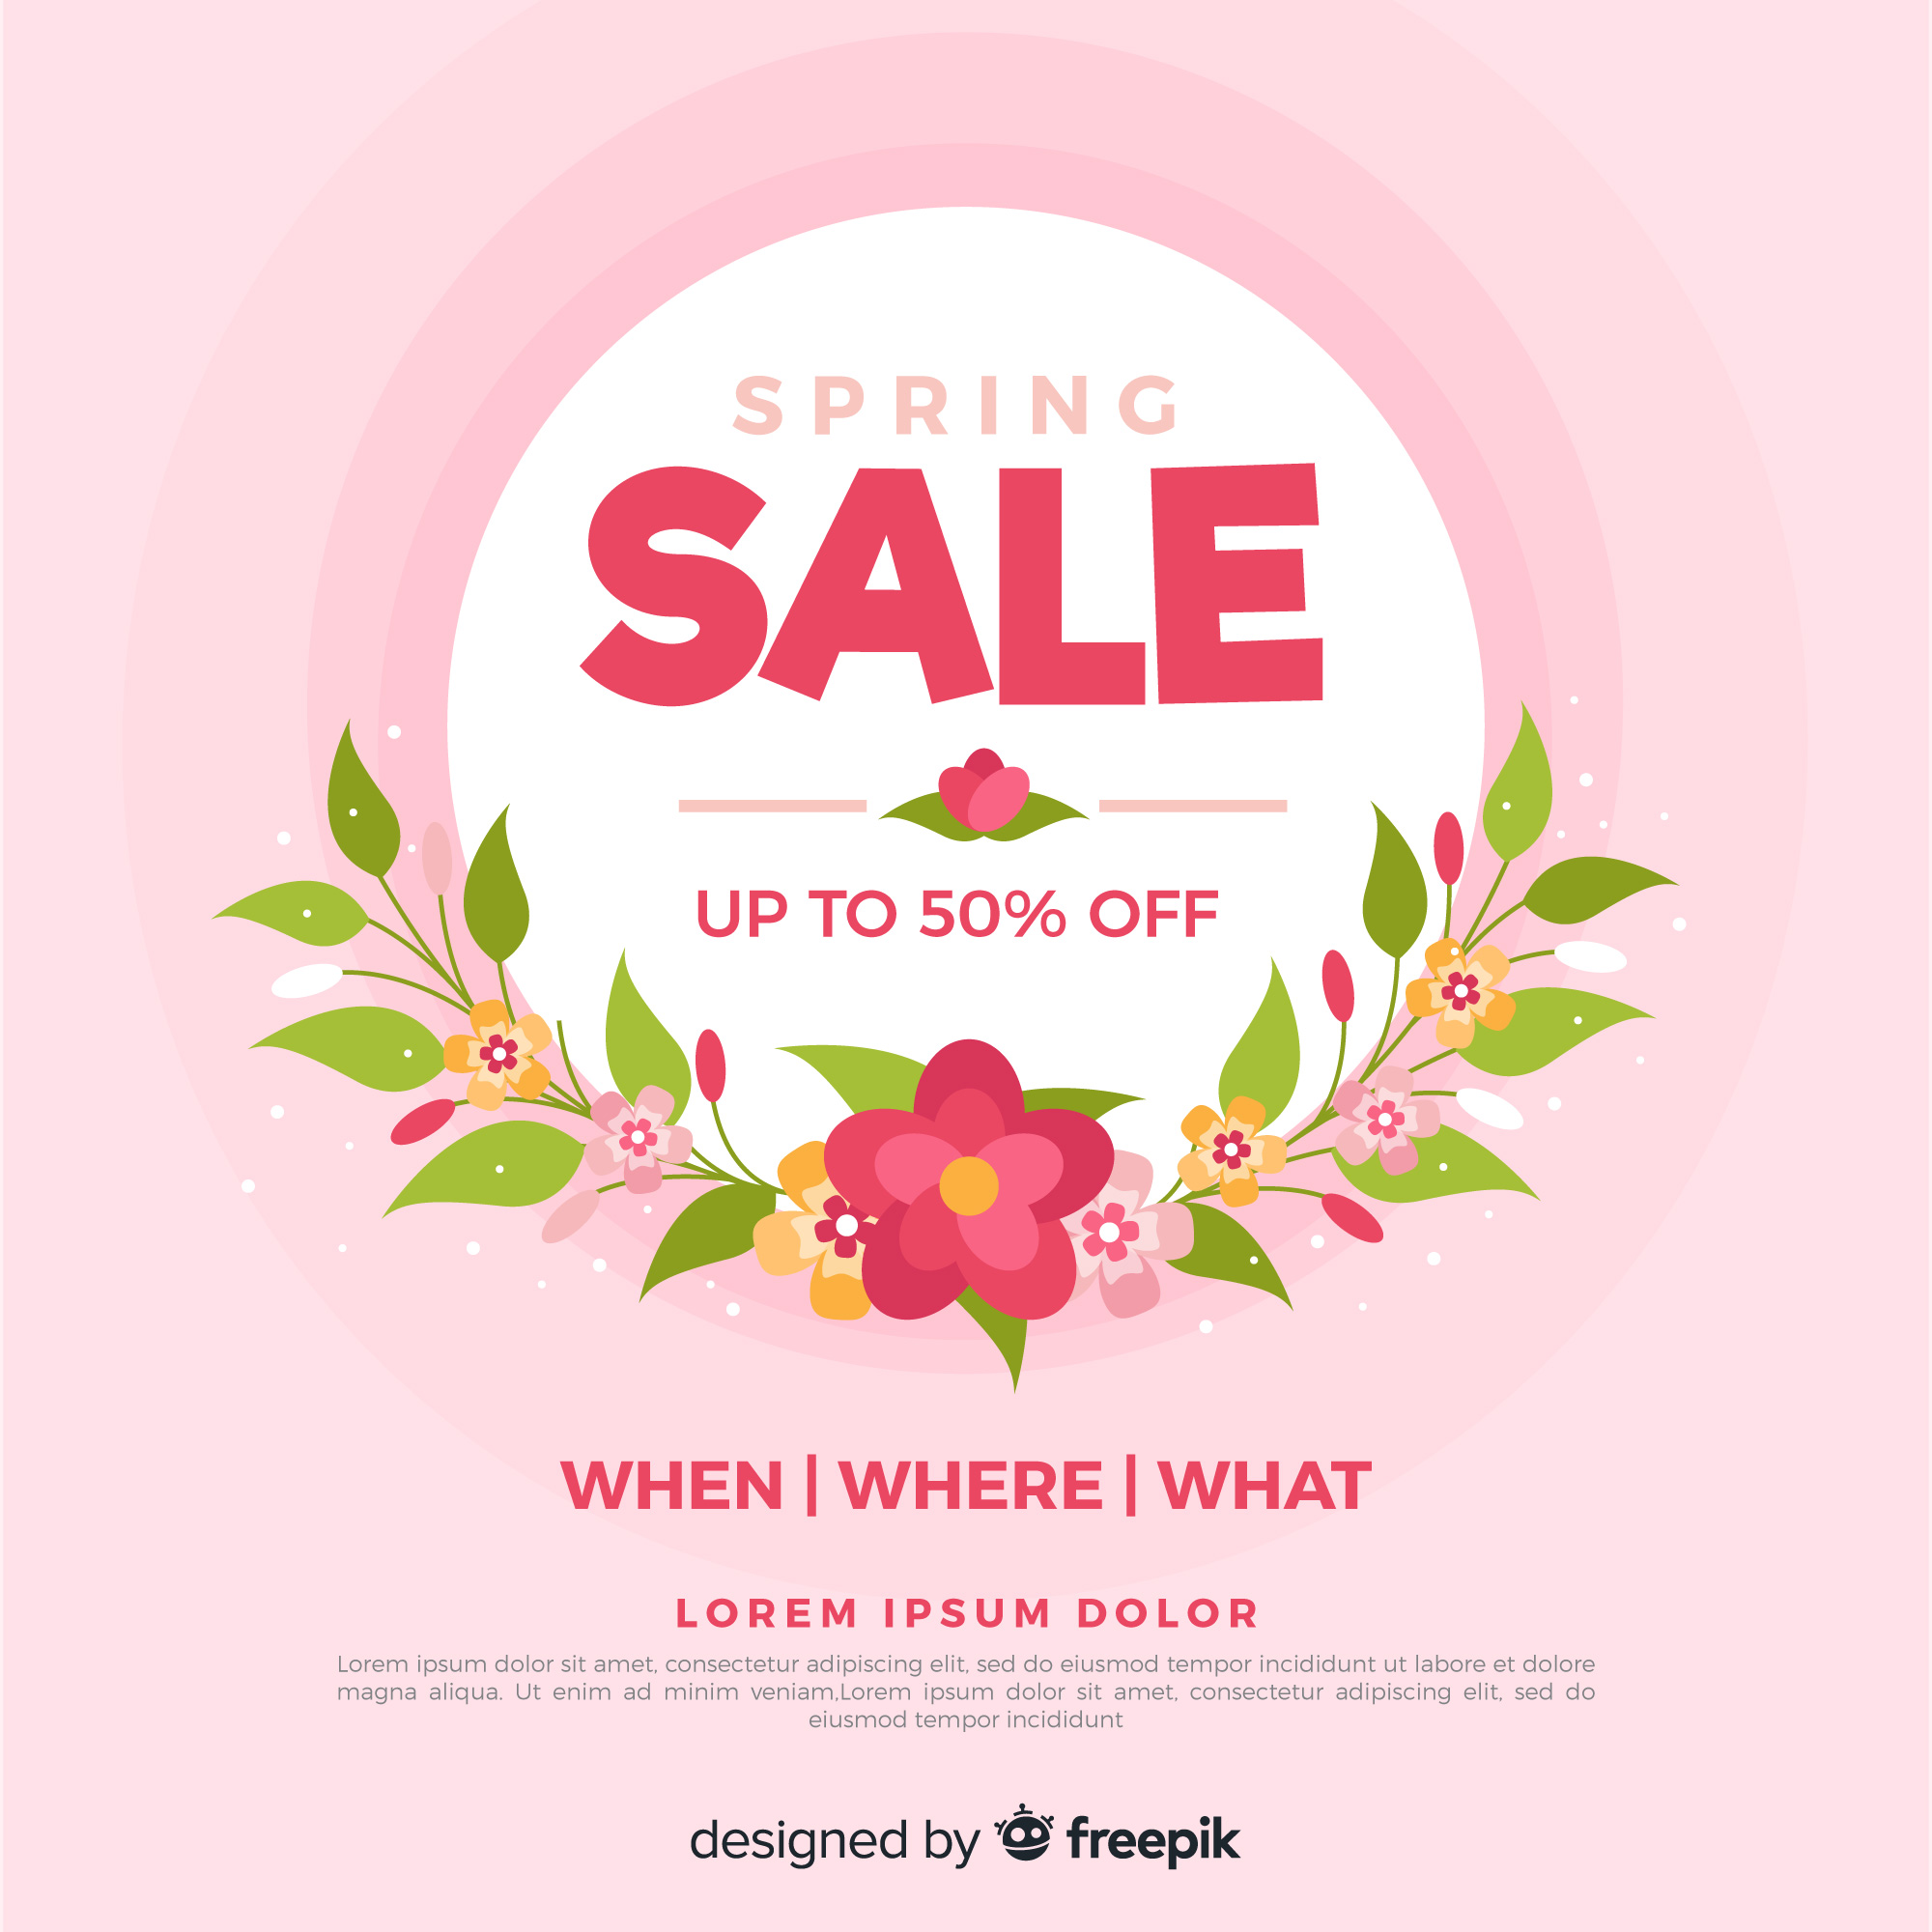 SPRING
SALE
UP TO 50% OFF
WHEN | WHERE | WHAT
LOREM IPSUM DOLOR
Lorem ipsum dolor sit amet, consectetur adipiscing elit, sed do eiusmod tempor incididunt ut labore et dolore
magna aliqua. Ut enim ad minim veniam,Lorem ipsum dolor sit amet, consectetur adipiscing elit, sed do
eiusmod tempor incididunt
designed by freepik